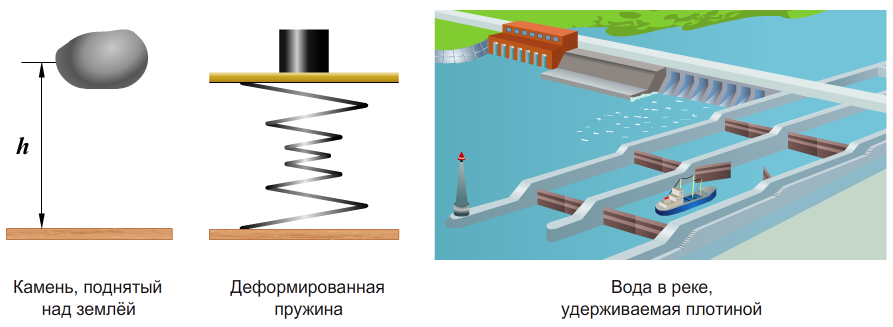 h
Камень, поднятый
над землёй
Деформированная
пружина
Вода в реке,
удерживаемая плотиной